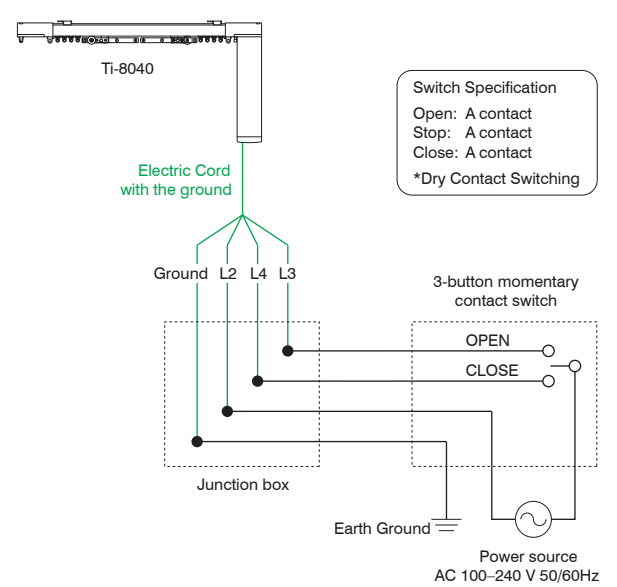 Ti-8040
Switch Specification
Open: A contact
Stop: A contact
Close: A contact
*Dry Contact Switching
Electric Cord
with the ground
Ground L2 L4 L3
3-button momentary
contact switch
OPEN
CLOSE
Junction box
Earth Ground
Power source
AC 100–240 V 50/60Hz